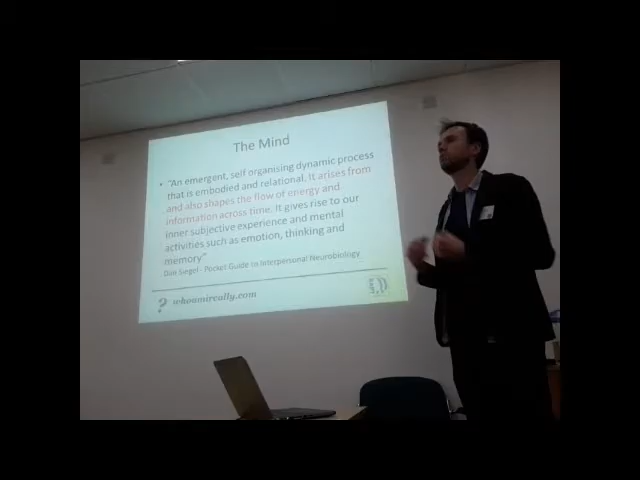 The Mind
• "An emergent, self organising dynamic process
that is embodied and relational. It arises from
and also shapes the flow of energy and
information across time. It gives rise to our
inner subjective experience and mental
activities such as emotion, thinking and
memory"
Dan Siegel - Pocket Guide to Interpersonal Neurobiology
? whoamireally.com